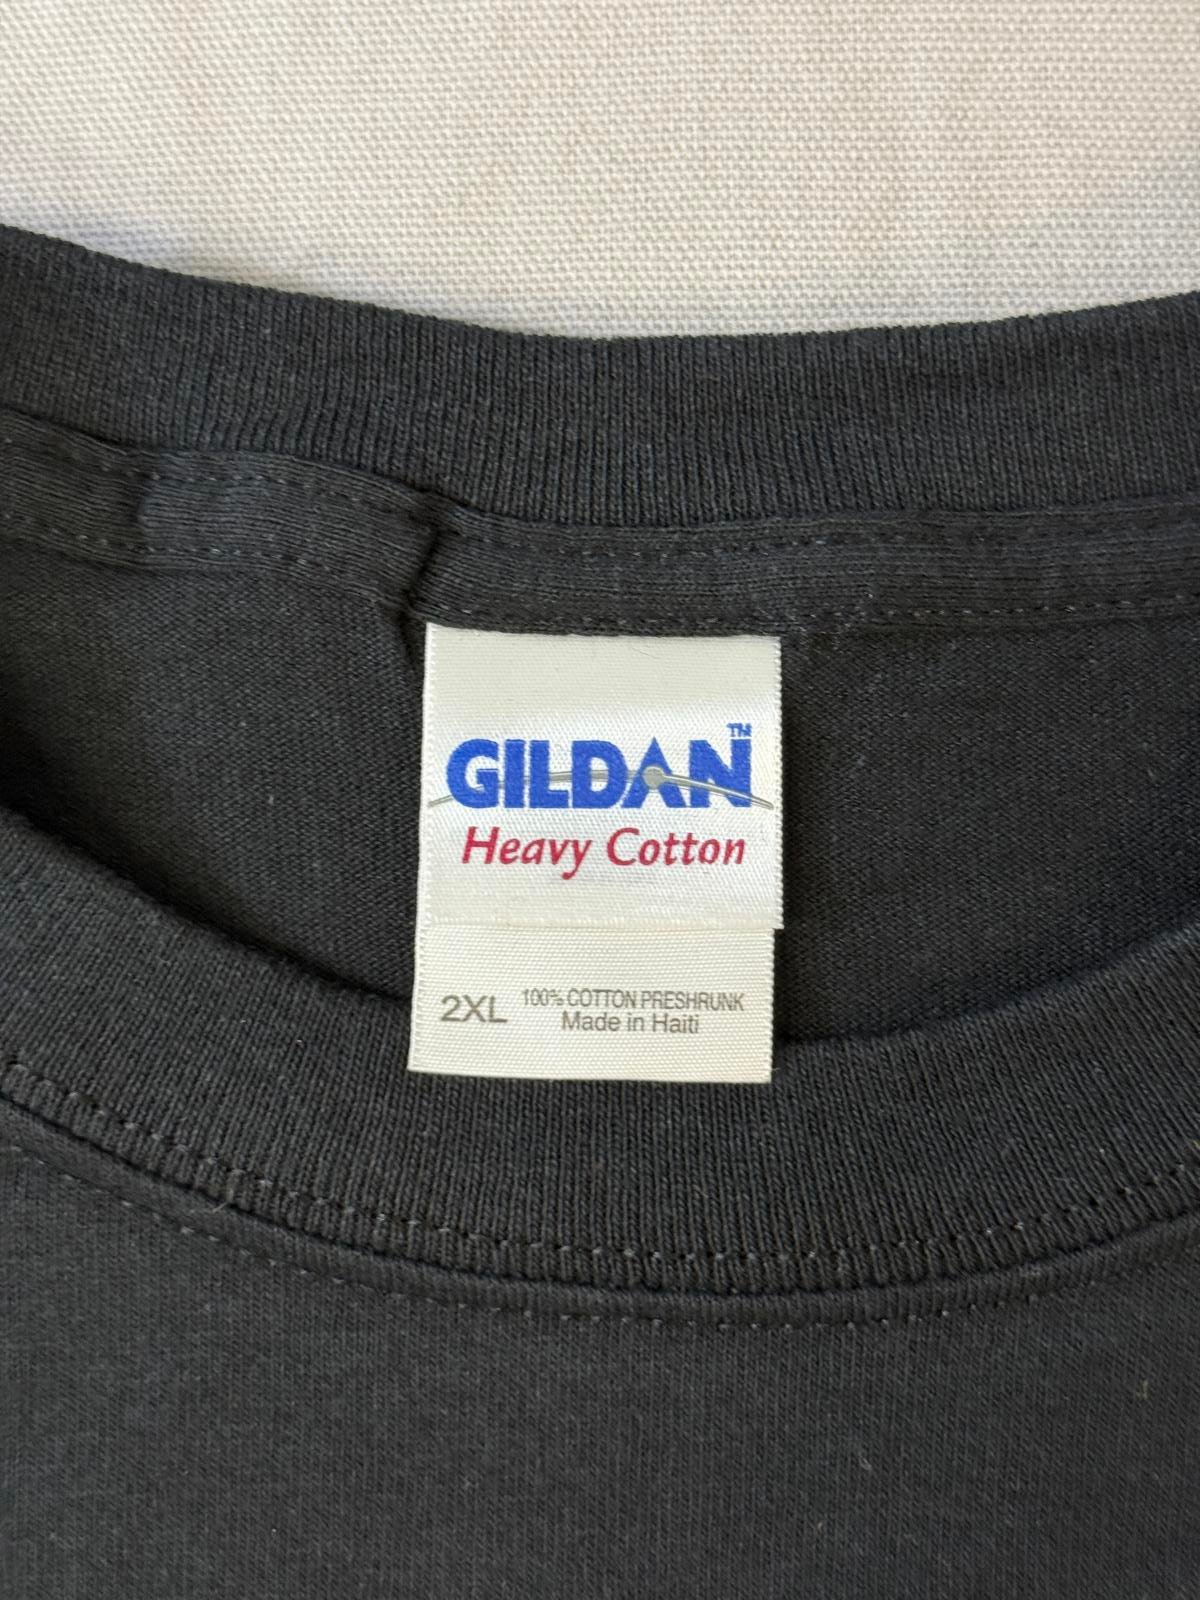 GILDAN™
Heavy Cotton
2XL 100% COTTON PRESHRUNK
Made in Haiti